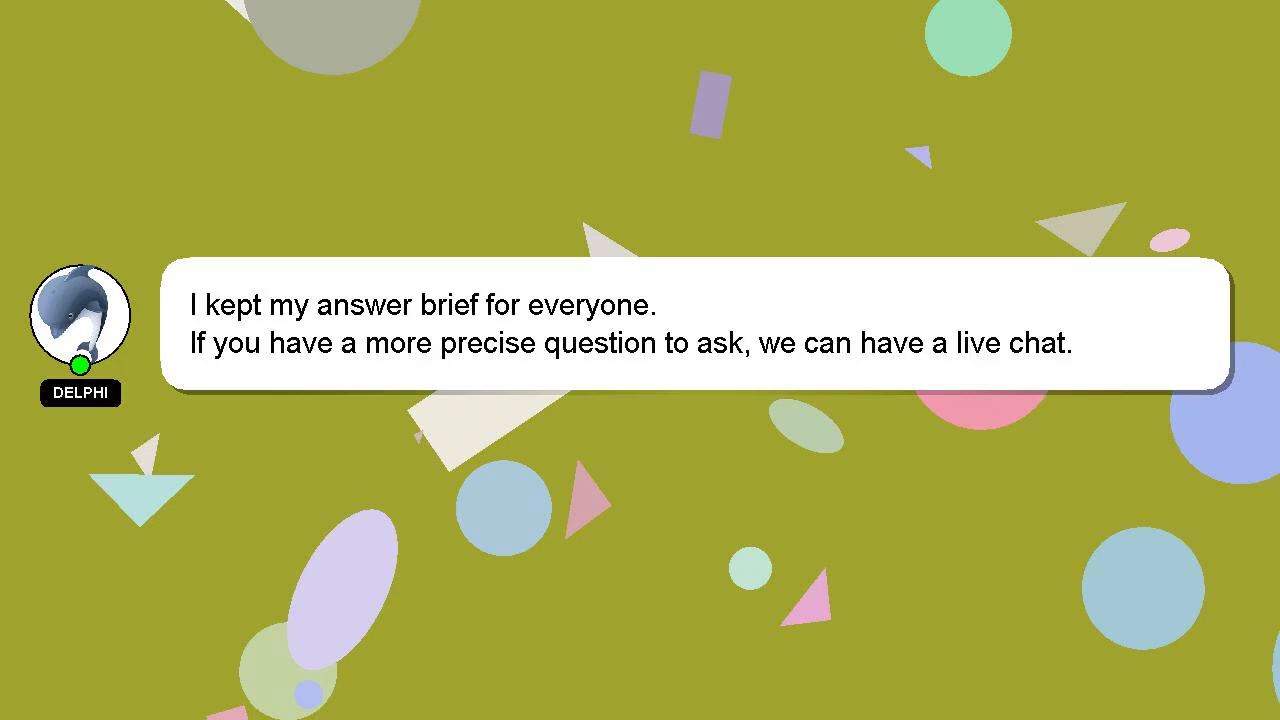 I kept my answer brief for everyone.
If you have a more precise question to ask, we can have a live chat.
DELPHI